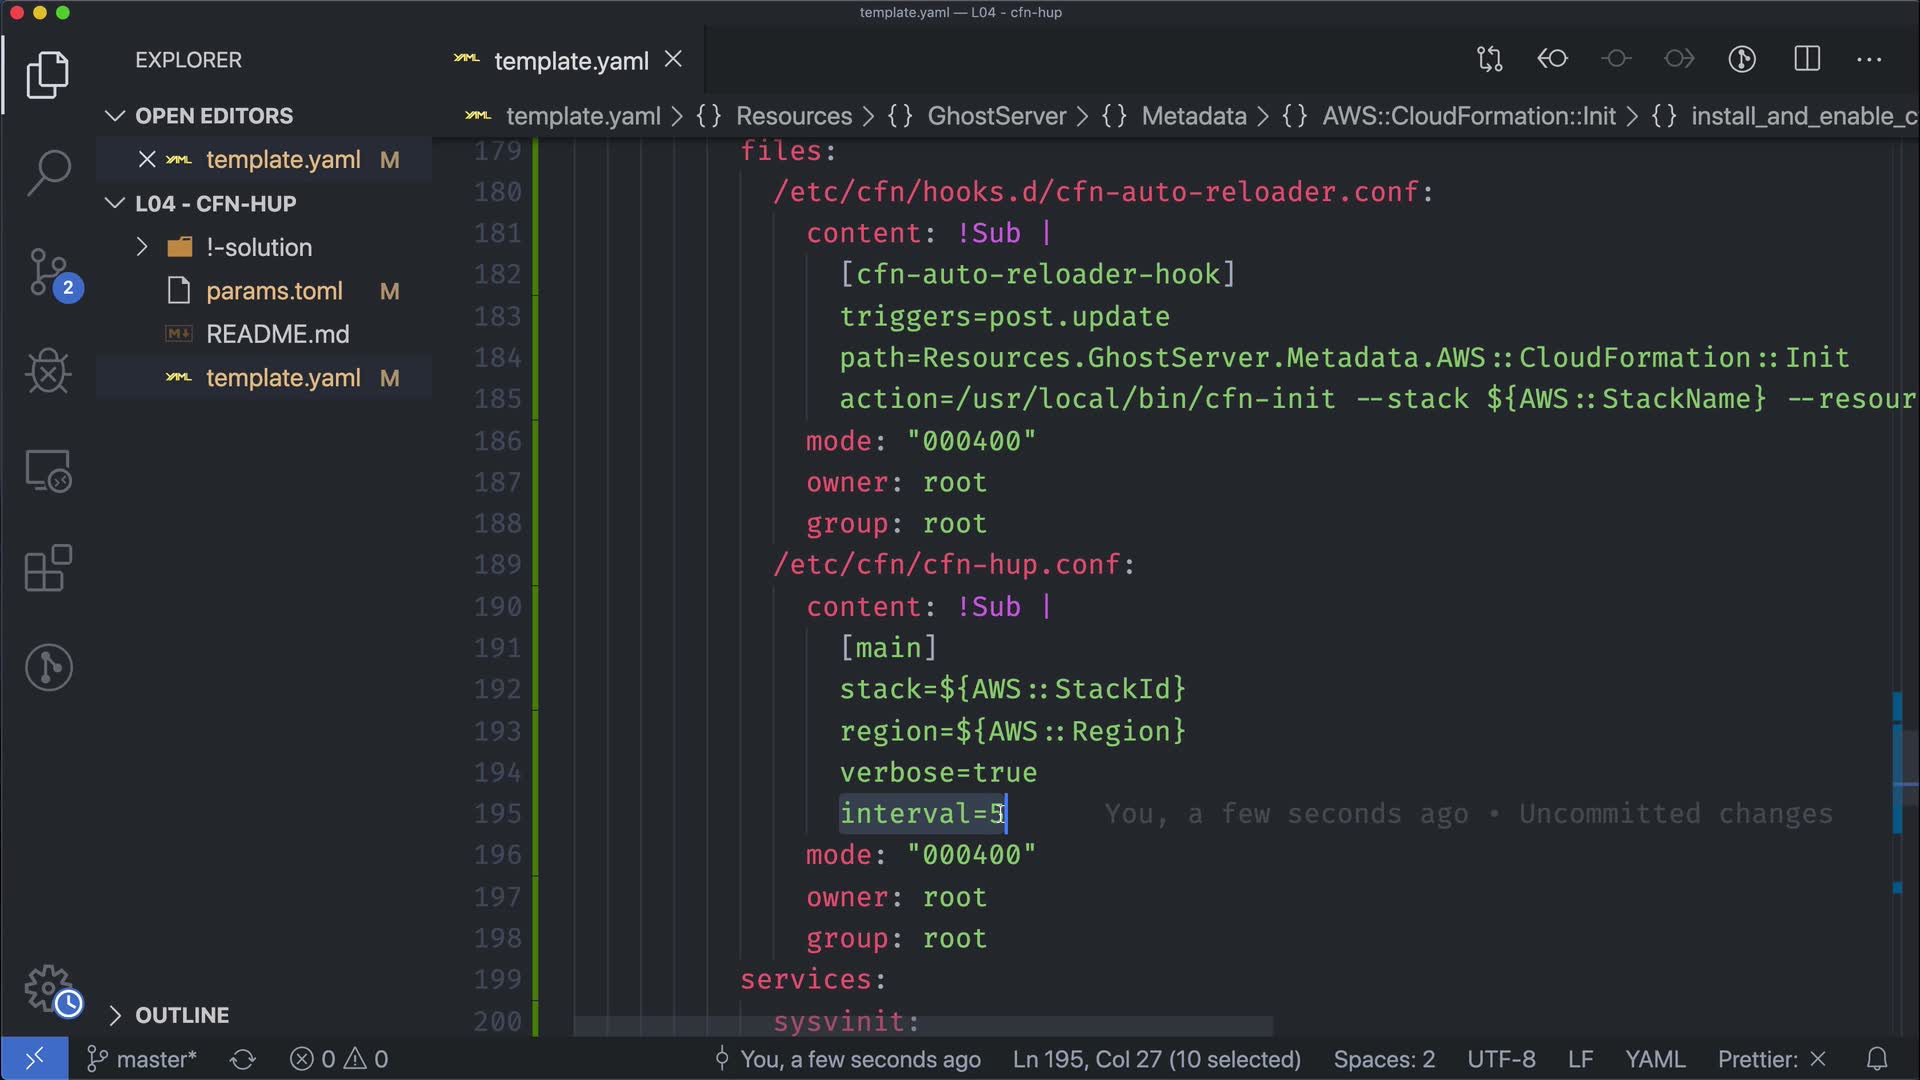 template.yaml — L04 - cfn-hup
EXPLORER
template.yaml
OPEN EDITORS
template.yaml M
L04 - CFN-HUP
!-solution
params.toml M
README.md
template.yaml M
OUTLINE
2
template.yaml > {} Resources > {} GhostServer > {} Metadata > {} AWS::CloudFormation::Init > {} install_and_enable_c
179 files:
180 /etc/cfn/hooks.d/cfn-auto-reloader.conf:
181 content: !Sub |
182 [cfn-auto-reloader-hook]
183 triggers=post.update
184 path=Resources.GhostServer.Metadata.AWS::CloudFormation::Init
185 action=/usr/local/bin/cfn-init --stack ${AWS::StackName} --resour
186 mode: "000400"
187 owner: root
188 group: root
189 /etc/cfn/cfn-hup.conf:
190 content: !Sub |
191 [main]
192 stack=${AWS::StackId}
193 region=${AWS::Region}
194 verbose=true
195 interval=5 You, a few seconds ago • Uncommitted changes
196 mode: "000400"
197 owner: root
198 group: root
199 services:
200 sysvinit:
master* 0 0 You, a few seconds ago Ln 195, Col 27 (10 selected) Spaces: 2 UTF-8 LF YAML Prettier: ×